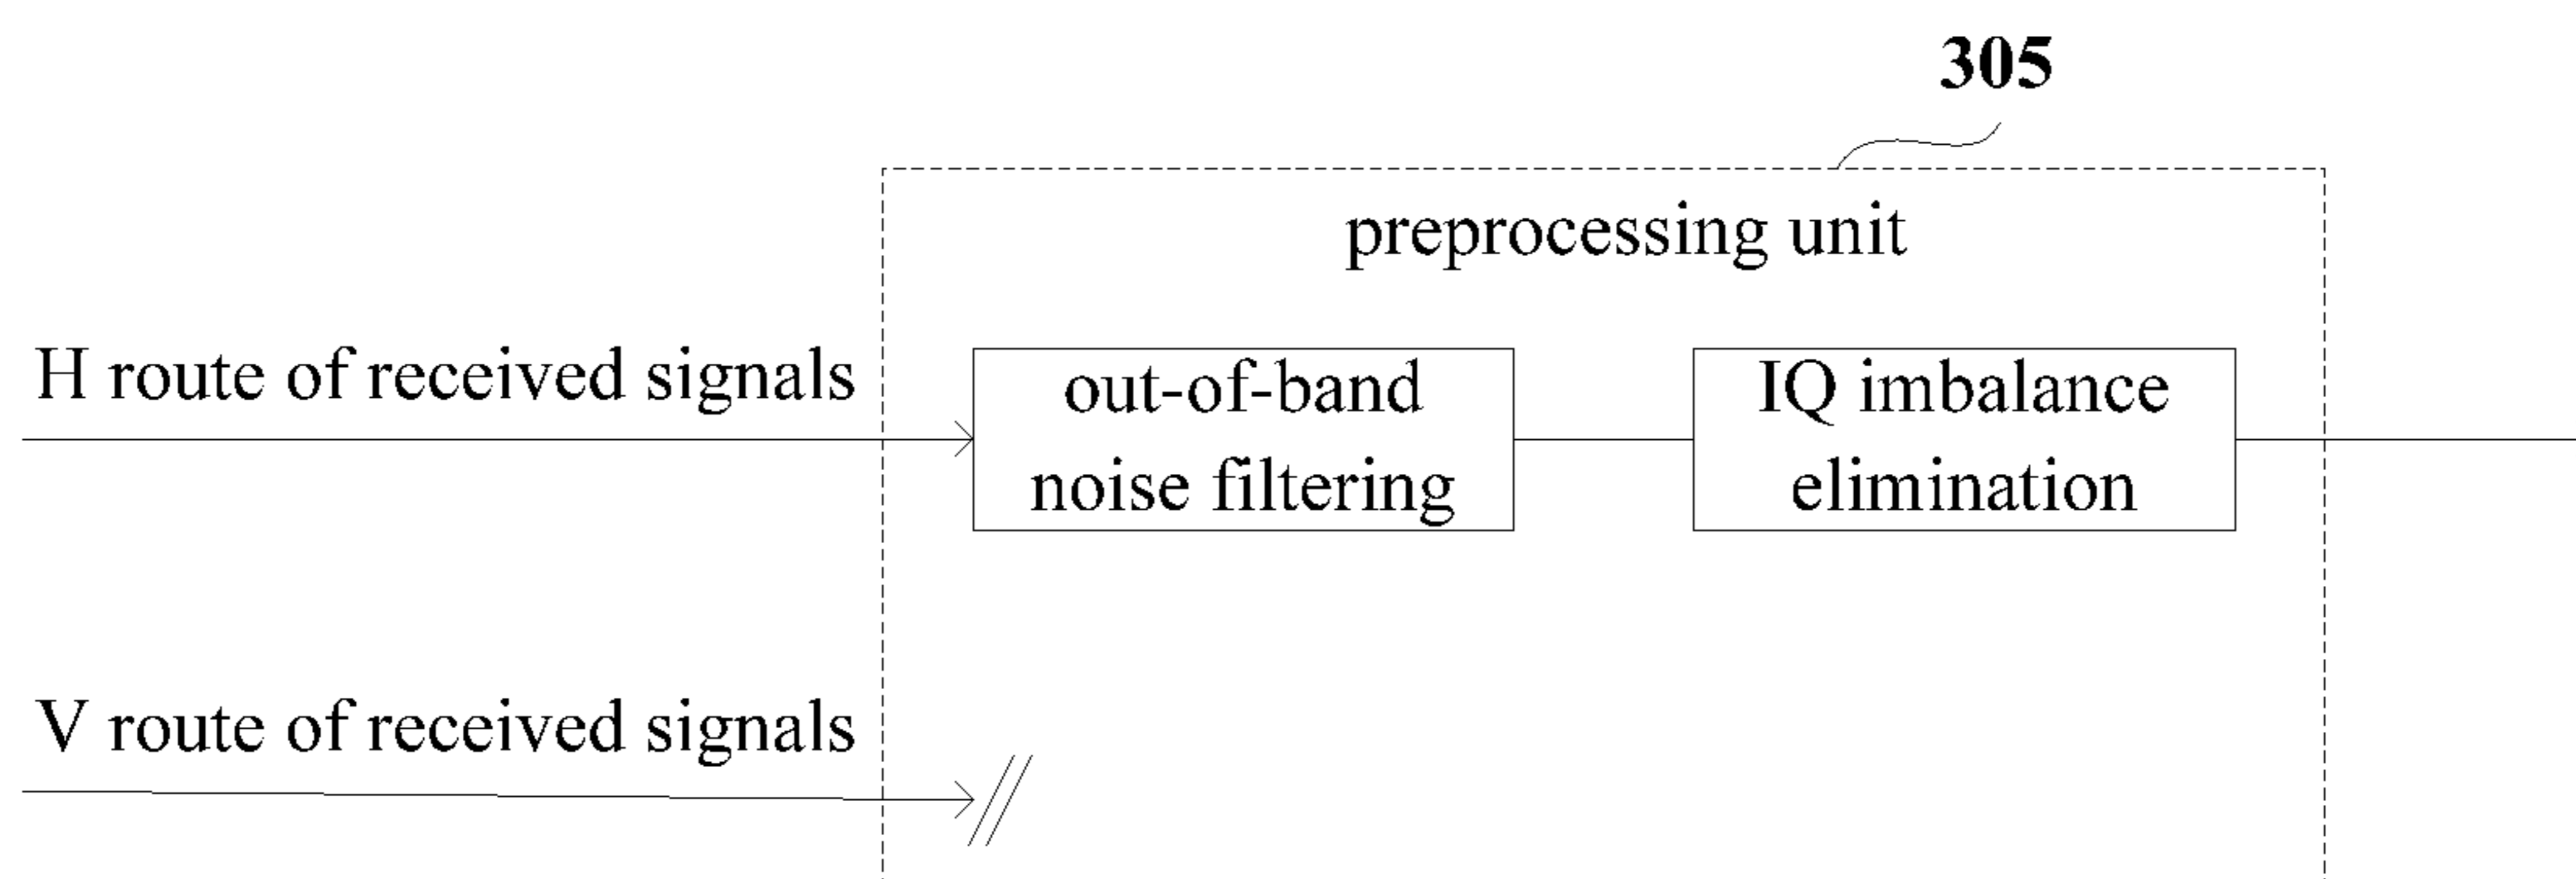 305
preprocessing unit
H route of received signals
out-of-band
noise filtering
IQ imbalance
elimination
V route of received signals